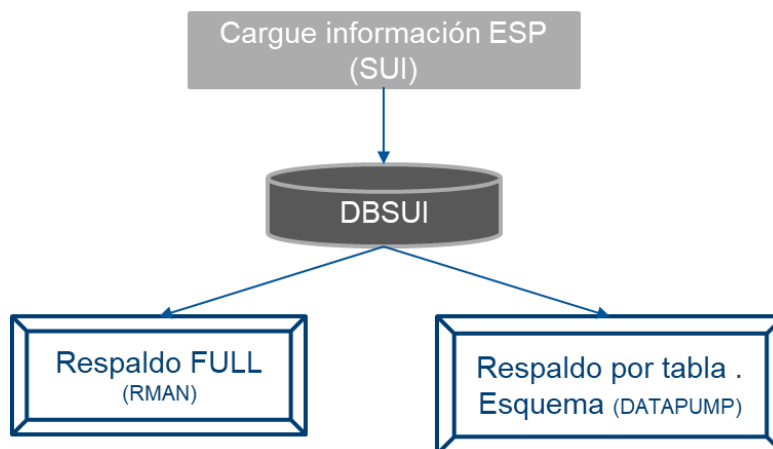 Cargue información ESP
(SUI)
DBSUI
Respaldo FULL
(RMAN)
Respaldo por tabla .
Esquema (DATAPUMP)